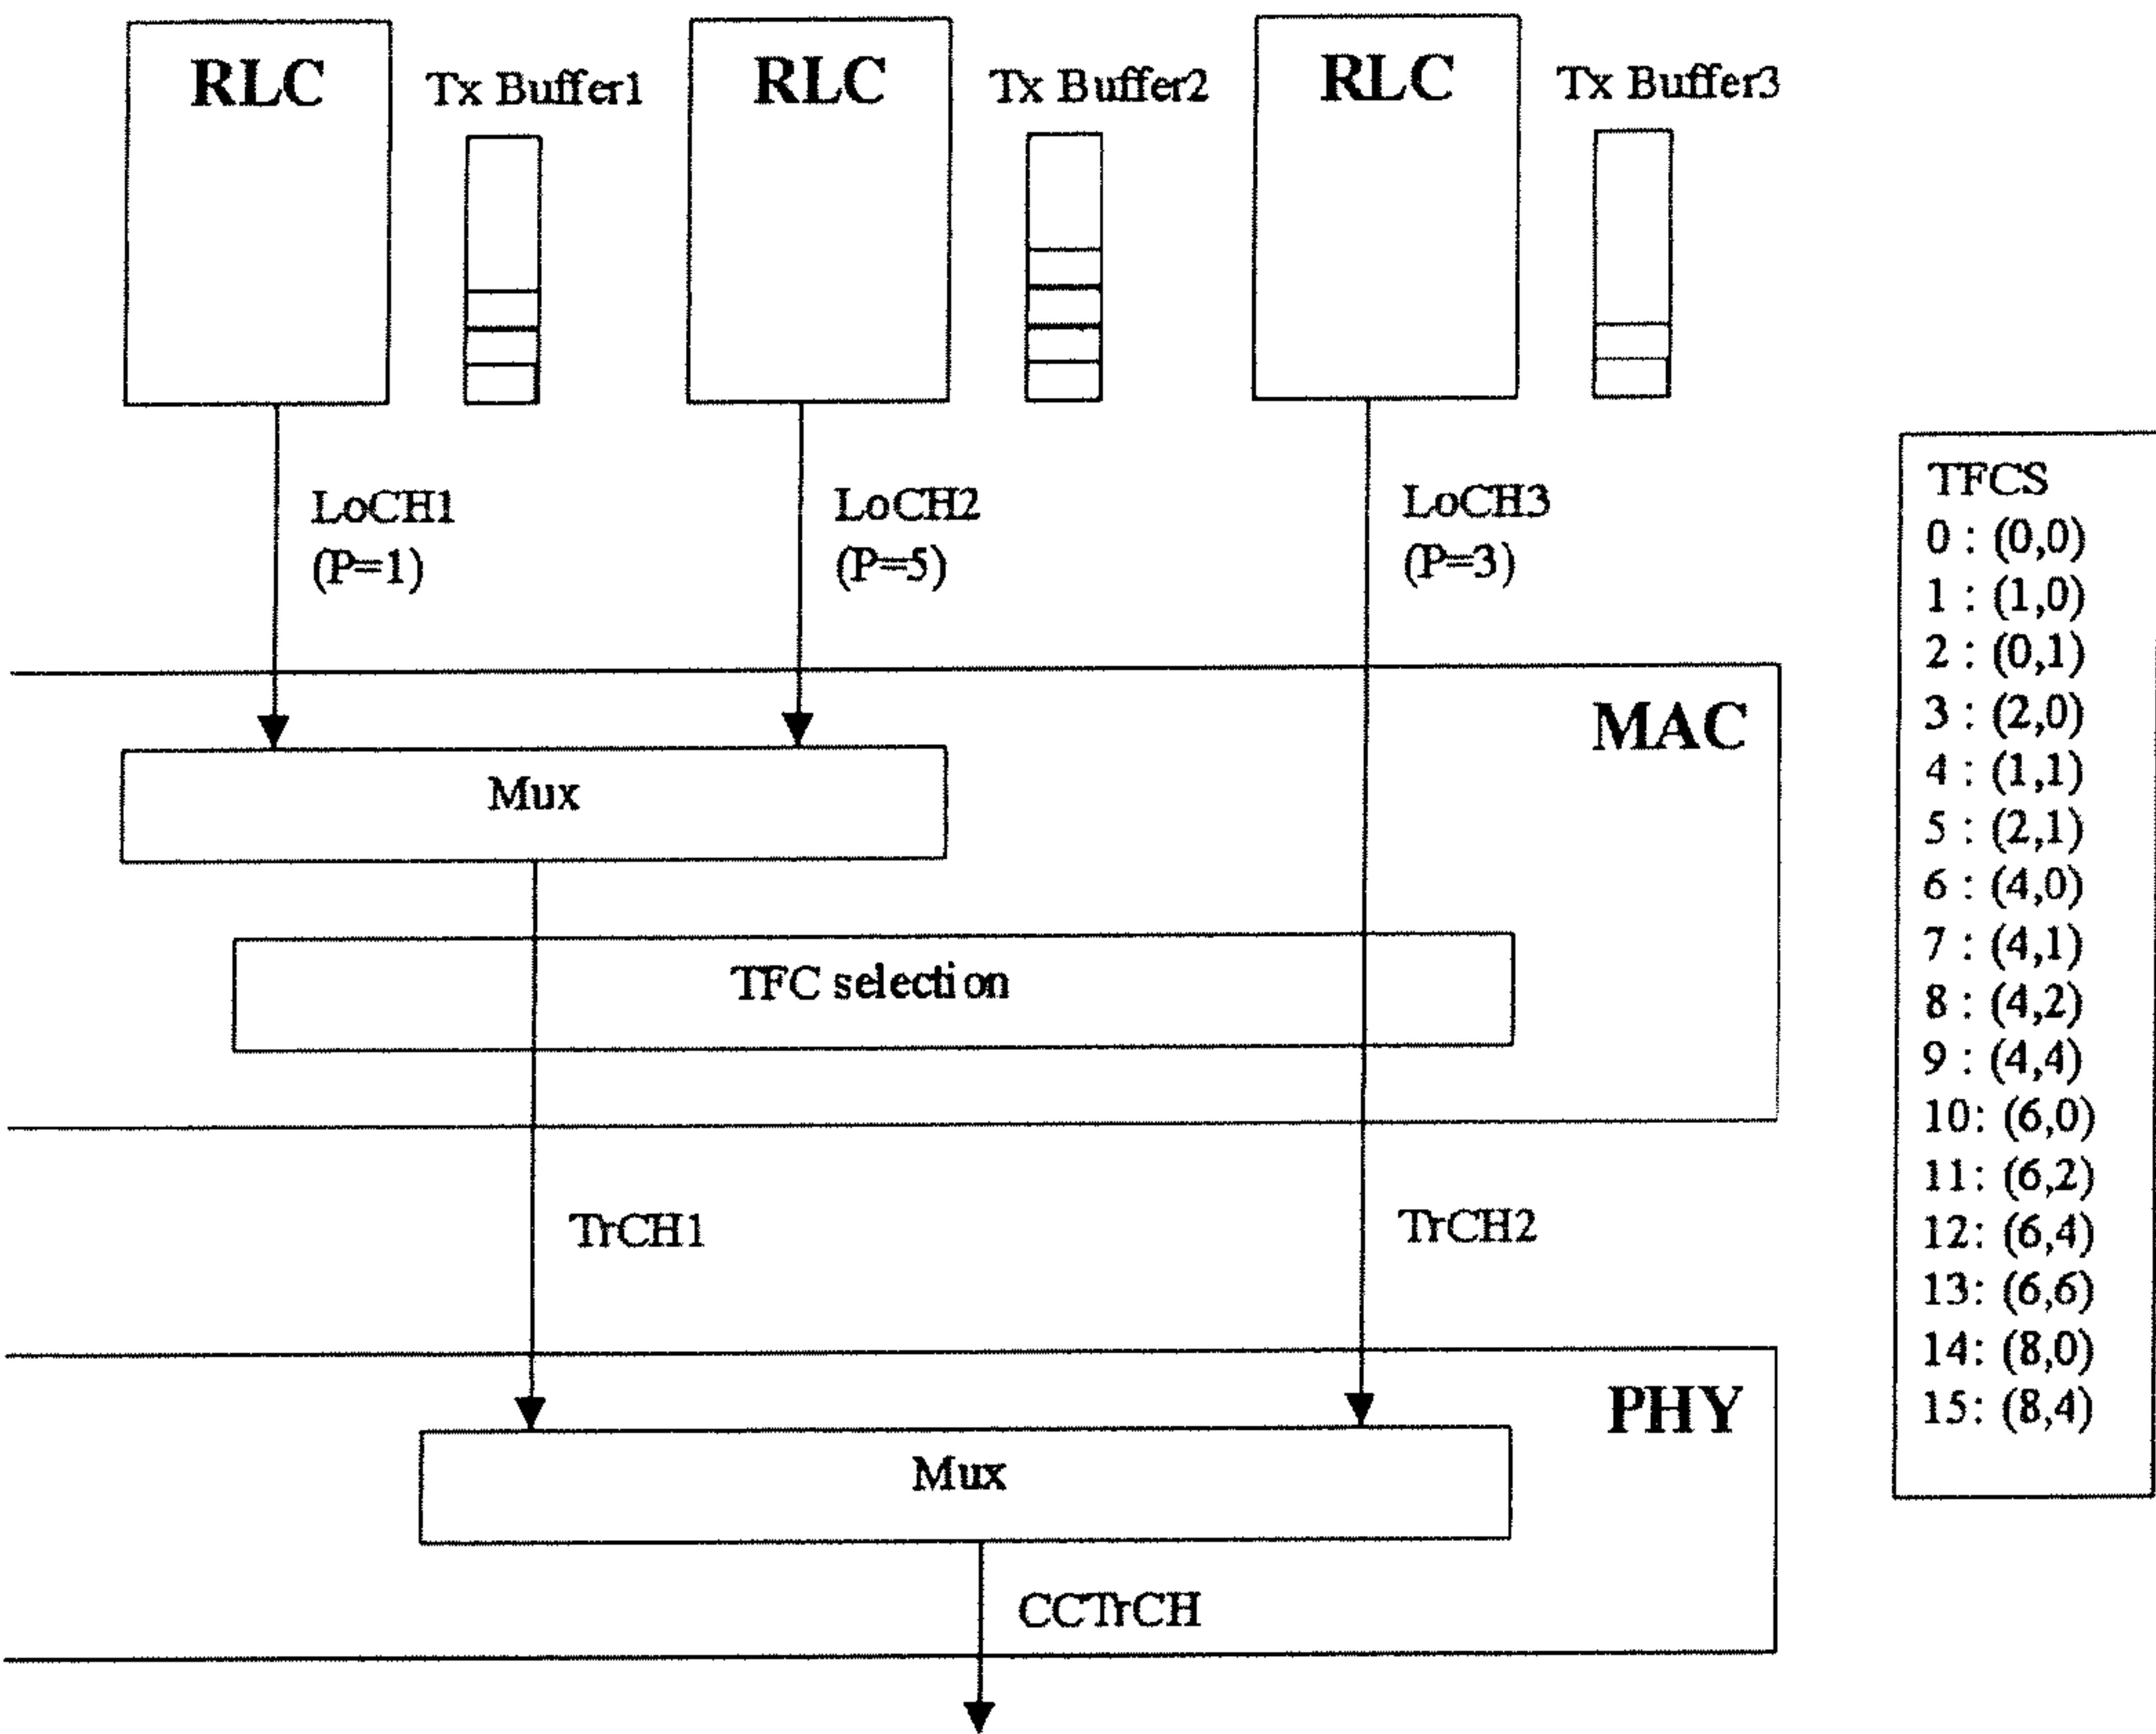 RLC
Tx Buffer1
RLC
Tx Buffer2
RLC
Tx Buffer3
LoCH1
(P=1)
LoCH2
(P=5)
LoCH3
(P=3)
MAC
Mux
TFC selection
TrCH1
TrCH2
PHY
Mux
CCTrCH
TFCS
0 : (0,0)
1 : (1,0)
2 : (0,1)
3 : (2,0)
4 : (1,1)
5 : (2,1)
6 : (4,0)
7 : (4,1)
8 : (4,2)
9 : (4,4)
10: (6,0)
11: (6,2)
12: (6,4)
13: (6,6)
14: (8,0)
15: (8,4)